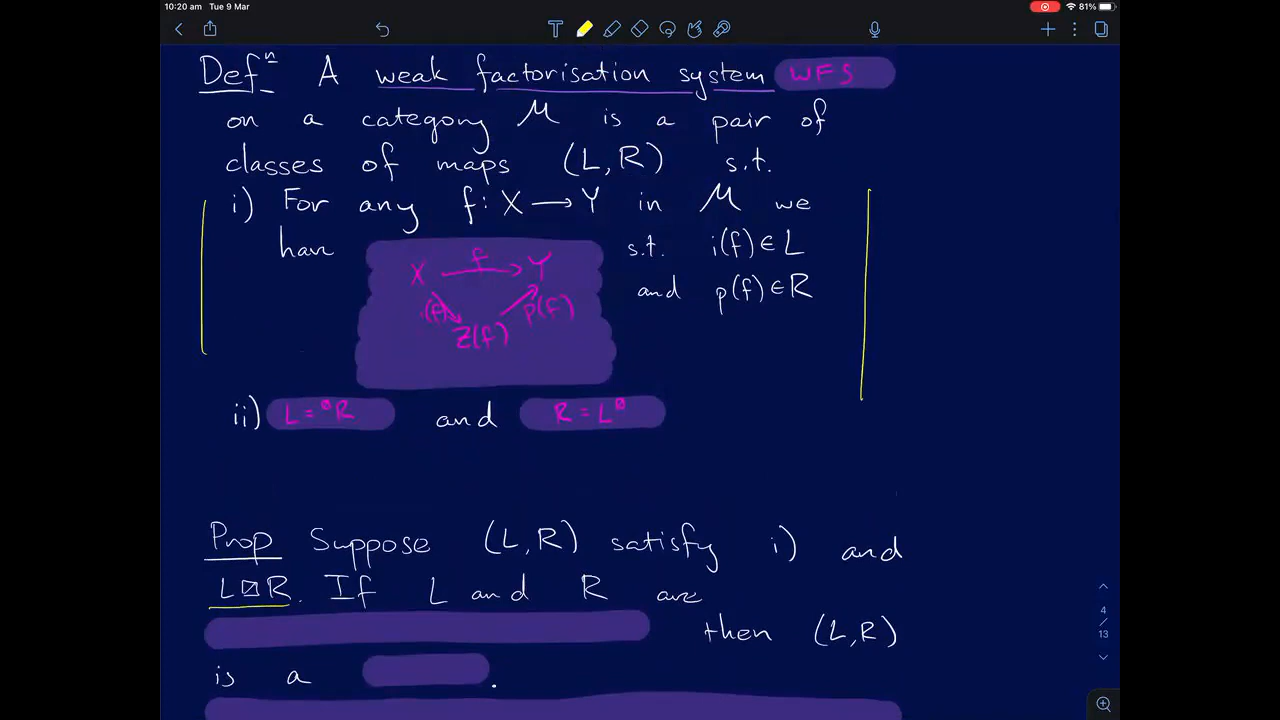 10:20 am Tue 9 Mar
81%
Defⁿ A weak factorisation system WFS
on a category M is a pair of
classes of maps (L,R) s.t.
i) For any f: X → Y in M we
have X f→ Y s.t. i(f) ∈ L
i(f) p(f) and p(f) ∈ R
Z(f)
ii) L = ⧄R and R = L⧄
Prop Suppose (L,R) satisfy i) and
L⧄R. If L and R are
then (L,R)
is a .
4
/
13